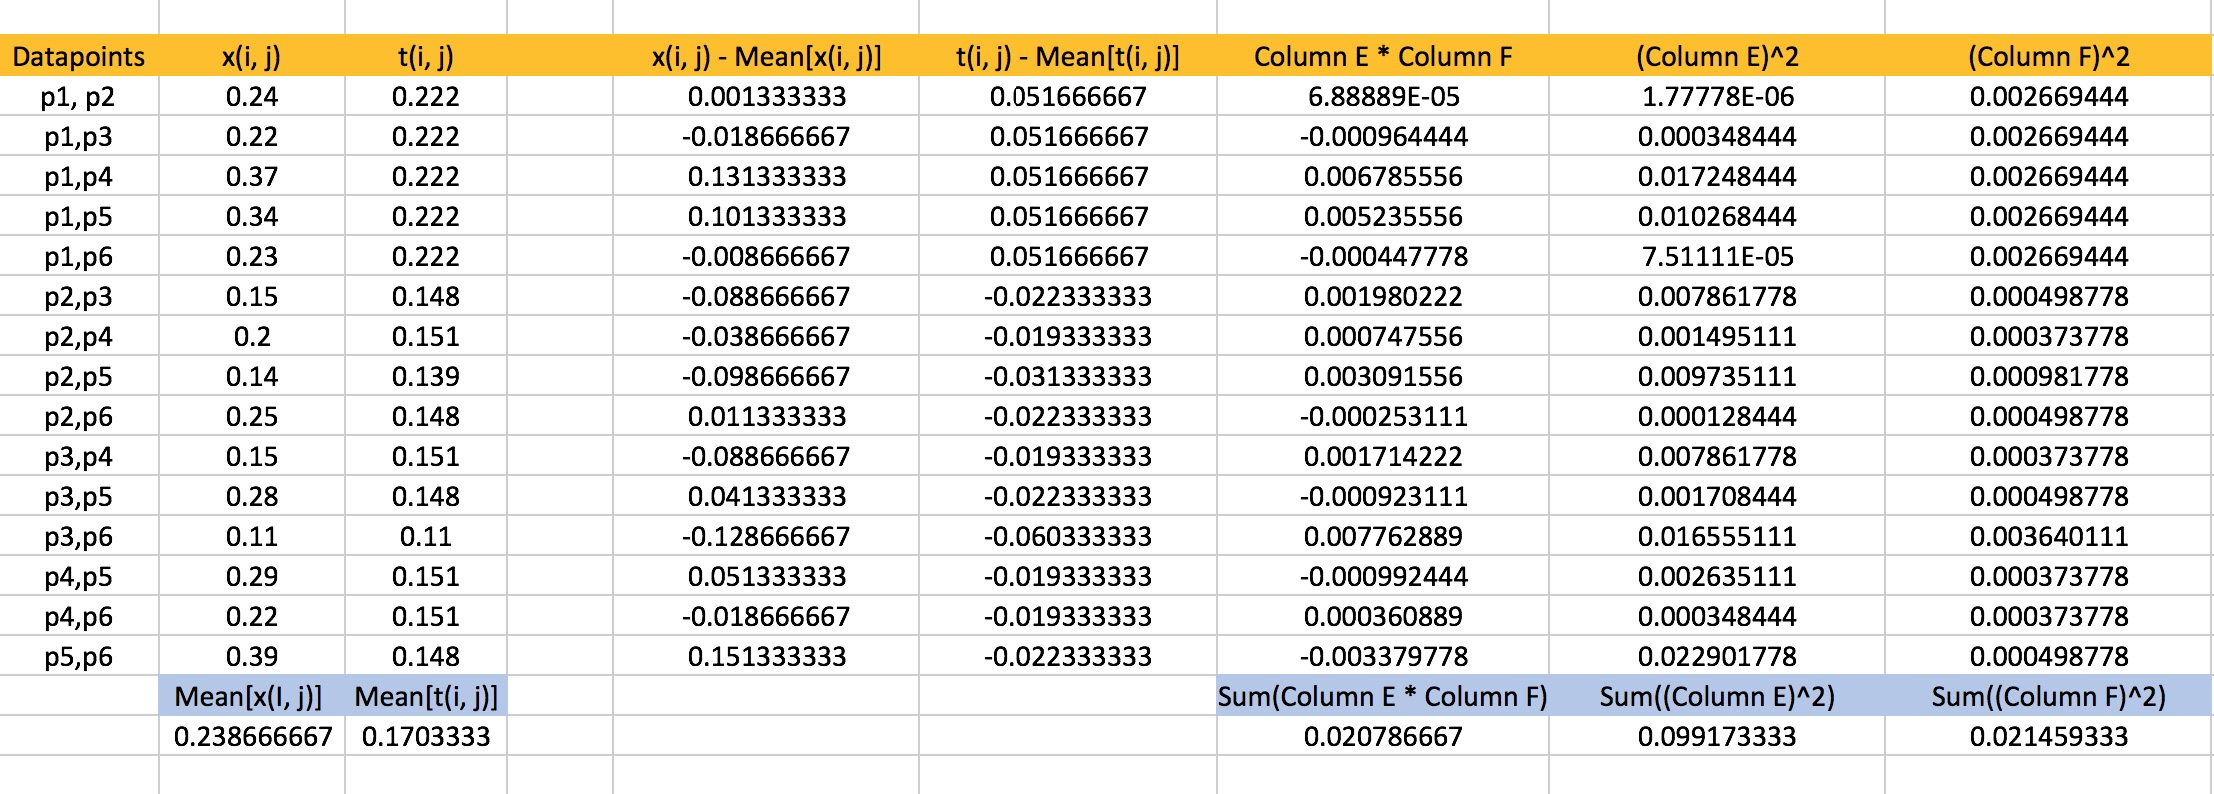 Datapoints x(i, j) t(i, j) x(i, j) - Mean[x(i, j)] t(i, j) - Mean[t(i, j)] Column E * Column F (Column E)^2 (Column F)^2
p1, p2 0.24 0.222 0.001333333 0.051666667 6.88889E-05 1.77778E-06 0.002669444
p1,p3 0.22 0.222 -0.018666667 0.051666667 -0.000964444 0.000348444 0.002669444
p1,p4 0.37 0.222 0.131333333 0.051666667 0.006785556 0.017248444 0.002669444
p1,p5 0.34 0.222 0.101333333 0.051666667 0.005235556 0.010268444 0.002669444
p1,p6 0.23 0.222 -0.008666667 0.051666667 -0.000447778 7.51111E-05 0.002669444
p2,p3 0.15 0.148 -0.088666667 -0.022333333 0.001980222 0.007861778 0.000498778
p2,p4 0.2 0.151 -0.038666667 -0.019333333 0.000747556 0.001495111 0.000373778
p2,p5 0.14 0.139 -0.098666667 -0.031333333 0.003091556 0.009735111 0.000981778
p2,p6 0.25 0.148 0.011333333 -0.022333333 -0.000253111 0.000128444 0.000498778
p3,p4 0.15 0.151 -0.088666667 -0.019333333 0.001714222 0.007861778 0.000373778
p3,p5 0.28 0.148 0.041333333 -0.022333333 -0.000923111 0.001708444 0.000498778
p3,p6 0.11 0.11 -0.128666667 -0.060333333 0.007762889 0.016555111 0.003640111
p4,p5 0.29 0.151 0.051333333 -0.019333333 -0.000992444 0.002635111 0.000373778
p4,p6 0.22 0.151 -0.018666667 -0.019333333 0.000360889 0.000348444 0.000373778
p5,p6 0.39 0.148 0.151333333 -0.022333333 -0.003379778 0.022901778 0.000498778
Mean[x(I, j)] Mean[t(i, j)] Sum(Column E * Column F) Sum((Column E)^2) Sum((Column F)^2)
0.238666667 0.1703333 0.020786667 0.099173333 0.021459333